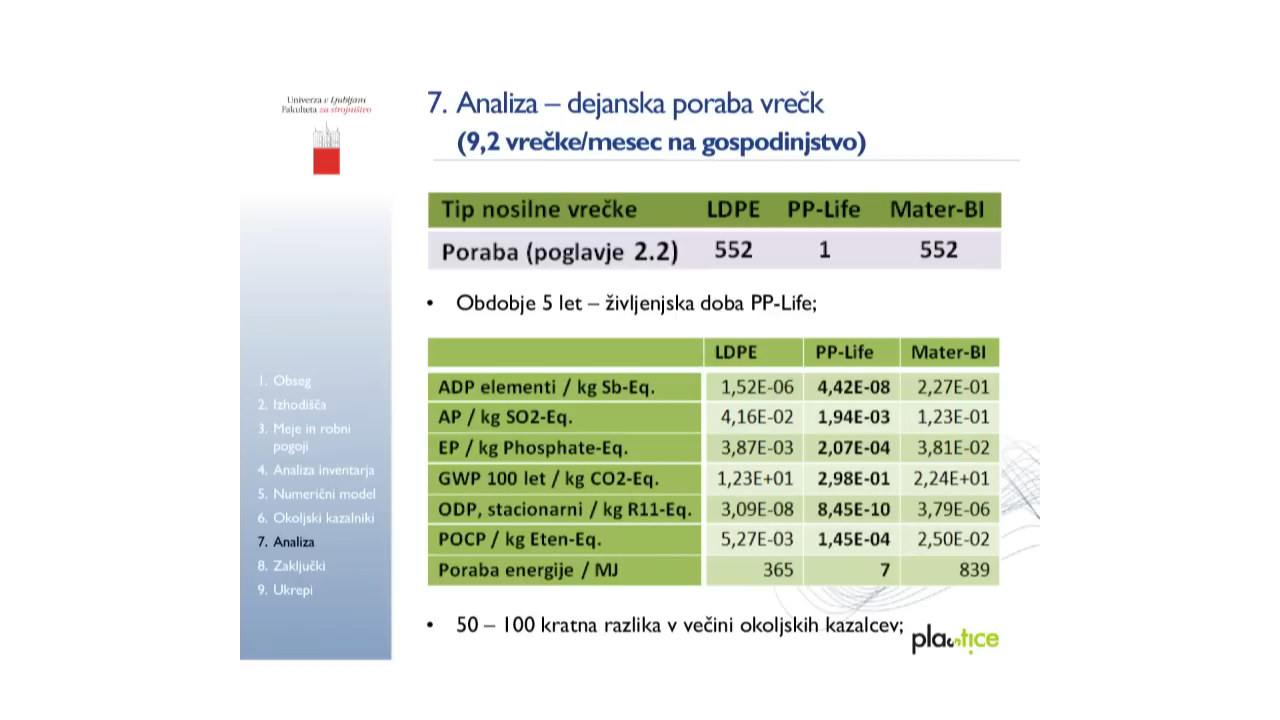 Univerza v Ljubljani
Fakulteta za strojništvo
7. Analiza – dejanska poraba vrečk
(9,2 vrečke/mesec na gospodinjstvo)
Tip nosilne vrečke LDPE PP-Life Mater-BI
Poraba (poglavje 2.2) 552 1 552
• Obdobje 5 let – življenjska doba PP-Life;
LDPE PP-Life Mater-BI
ADP elementi / kg Sb-Eq. 1,52E-06 4,42E-08 2,27E-01
AP / kg SO2-Eq. 4,16E-02 1,94E-03 1,23E-01
EP / kg Phosphate-Eq. 3,87E-03 2,07E-04 3,81E-02
GWP 100 let / kg CO2-Eq. 1,23E+01 2,98E-01 2,24E+01
ODP, stacionarni / kg R11-Eq. 3,09E-08 8,45E-10 3,79E-06
POCP / kg Eten-Eq. 5,27E-03 1,45E-04 2,50E-02
Poraba energije / MJ 365 7 839
• 50 – 100 kratna razlika v večini okoljskih kazalcev;
1. Obseg
2. Izhodišča
3. Meje in robni
pogoji
4. Analiza inventarja
5. Numerični model
6. Okoljski kazalniki
7. Analiza
8. Zaključki
9. Ukrepi
plastice